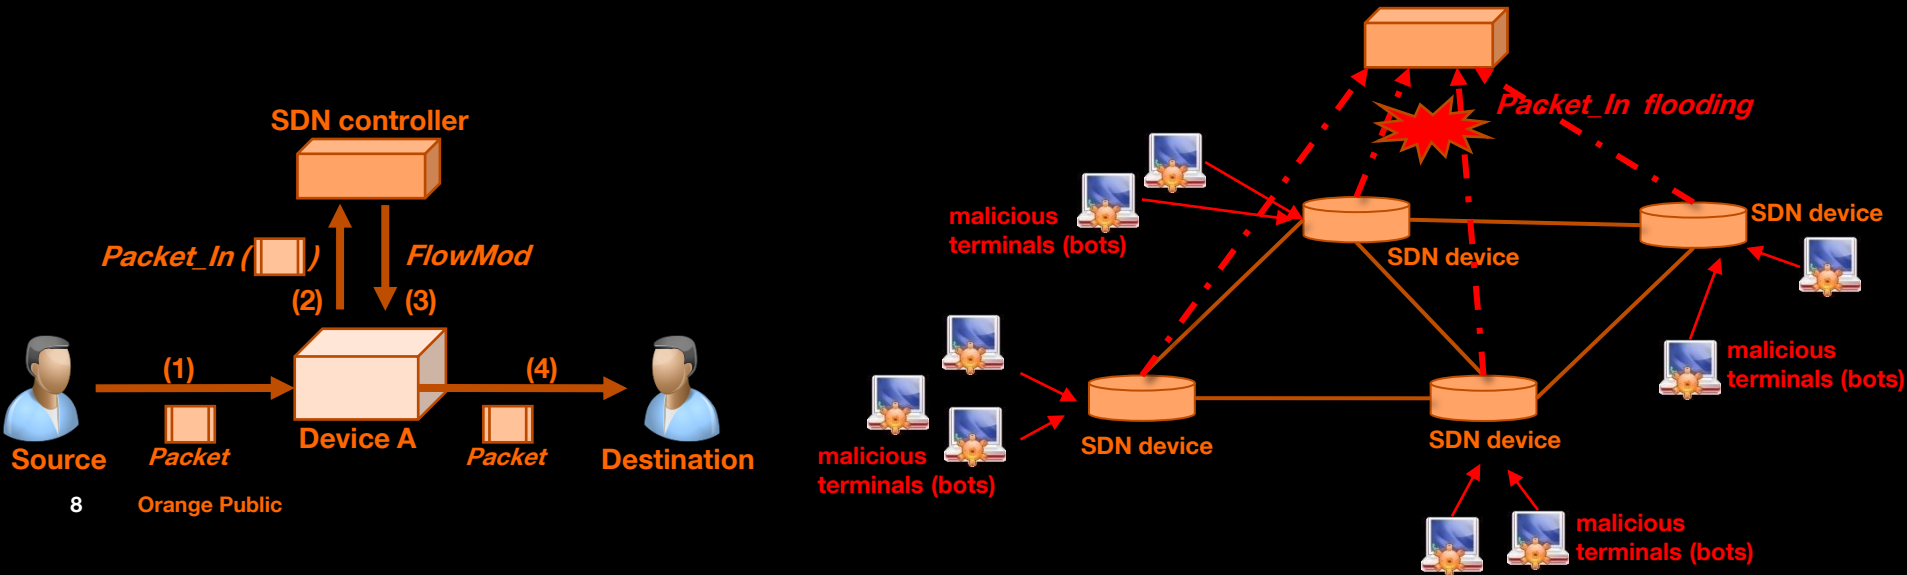 SDN controller
Packet_In ( )
FlowMod
(2)
(3)
(1)
(4)
Packet
Device A
Packet
Source
Destination
8
Orange Public
Packet_In flooding
malicious
terminals (bots)
SDN device
SDN device
malicious
terminals (bots)
SDN device
SDN device
malicious
terminals (bots)
malicious
terminals (bots)